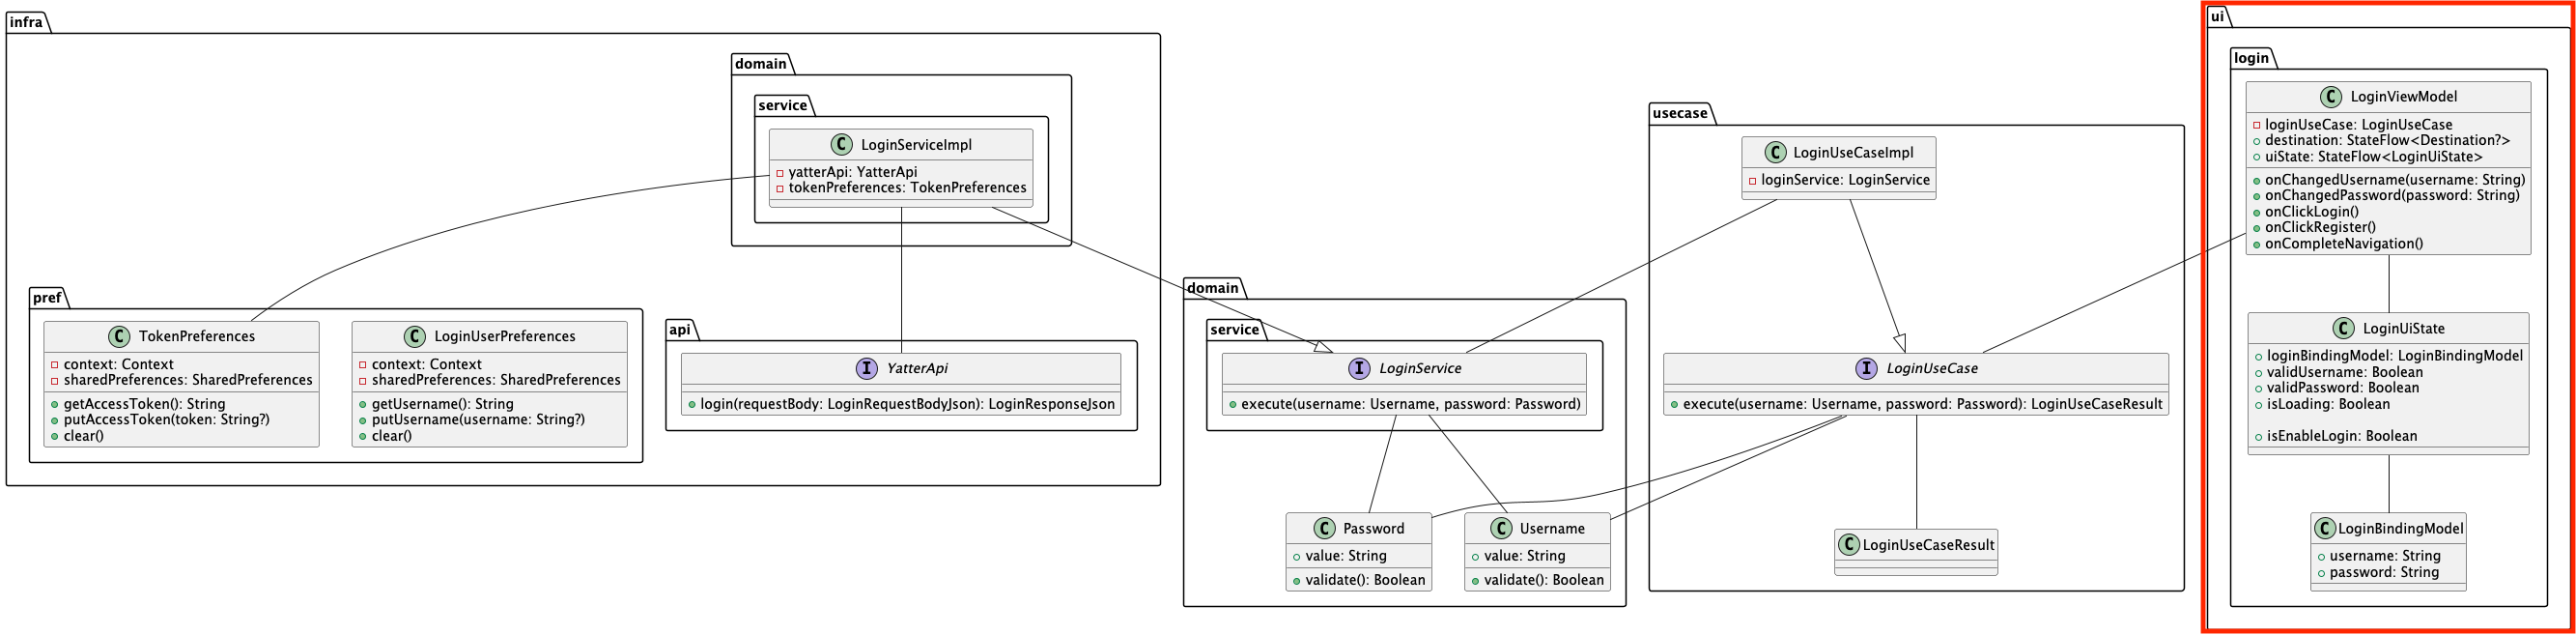 infra
domain
service
C LoginServiceImpl
yatterApi: YatterApi
tokenPreferences: TokenPreferences
pref
C TokenPreferences
context: Context
sharedPreferences: SharedPreferences
getAccessToken(): String
putAccessToken(token: String?)
clear()
C LoginUserPreferences
context: Context
sharedPreferences: SharedPreferences
getUsername(): String
putUsername(username: String?)
clear()
api
I YatterApi
login(requestBody: LoginRequestBodyJson): LoginResponseJson
domain
service
I LoginService
execute(username: Username, password: Password)
C Password
value: String
validate(): Boolean
C Username
value: String
validate(): Boolean
usecase
C LoginUseCaseImpl
loginService: LoginService
I LoginUseCase
execute(username: Username, password: Password): LoginUseCaseResult
C LoginUseCaseResult
ui
login
C LoginViewModel
loginUseCase: LoginUseCase
destination: StateFlow<Destination?>
uiState: StateFlow<LoginUiState>
onChangedUsername(username: String)
onChangedPassword(password: String)
onClickLogin()
onClickRegister()
onCompleteNavigation()
C LoginUiState
loginBindingModel: LoginBindingModel
validUsername: Boolean
validPassword: Boolean
isLoading: Boolean
isEnableLogin: Boolean
C LoginBindingModel
username: String
password: String